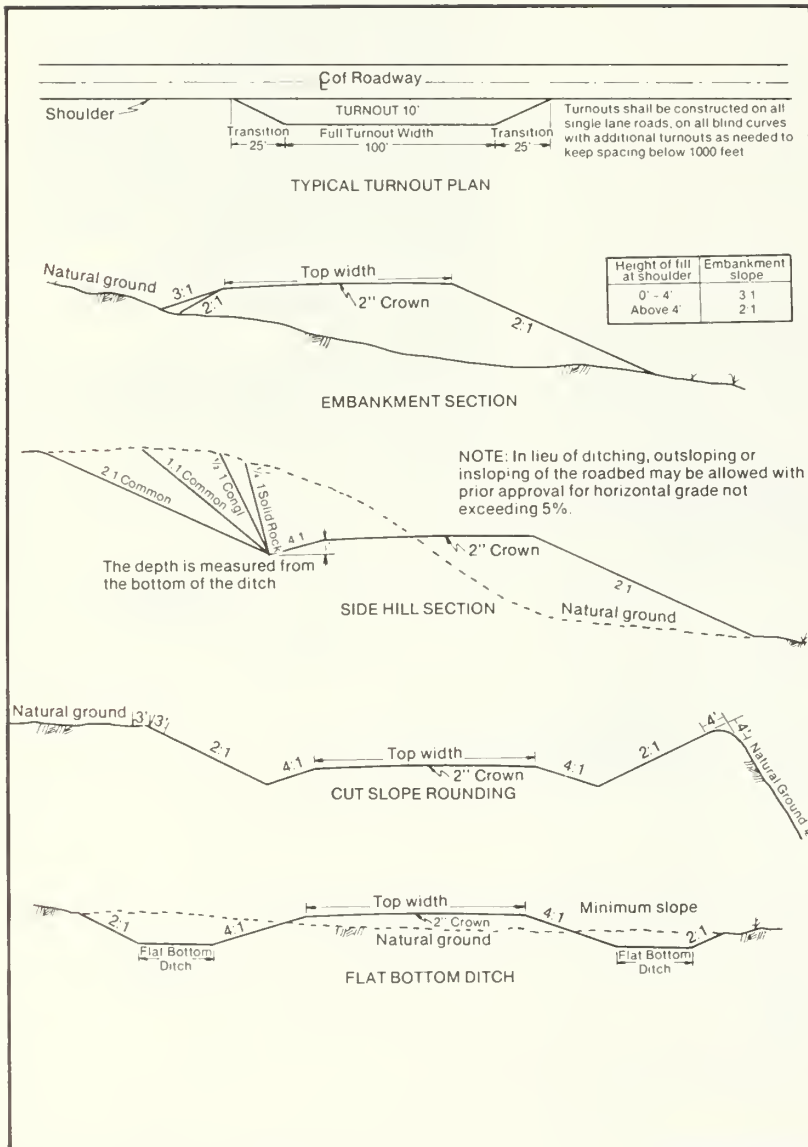 ℄ of Roadway
Shoulder
TURNOUT 10'
Transition
Full Turnout Width
Transition
25'
100'
25'
Turnouts shall be constructed on all
single lane roads, on all blind curves
with additional turnouts as needed to
keep spacing below 1000 feet
TYPICAL TURNOUT PLAN
Natural ground
3:1
2:1
Top width
2" Crown
2:1
Height of fill
at shoulder
Embankment
slope
0' - 4'
3:1
Above 4'
2:1
EMBANKMENT SECTION
2:1 Common
1:1 Common
½:1 Congl
¼:1 Solid Rock
4:1
The depth is measured from
the bottom of the ditch
NOTE: In lieu of ditching, outsloping or
insloping of the roadbed may be allowed with
prior approval for horizontal grade not
exceeding 5%.
2" Crown
2:1
Natural ground
SIDE HILL SECTION
Natural ground
3'
3'
2:1
4:1
Top width
2" Crown
4:1
2:1
4'
4'
Natural Ground
CUT SLOPE ROUNDING
2:1
4:1
Top width
2" Crown
Natural ground
4:1
Minimum slope
2:1
Flat Bottom
Ditch
Flat Bottom
Ditch
FLAT BOTTOM DITCH